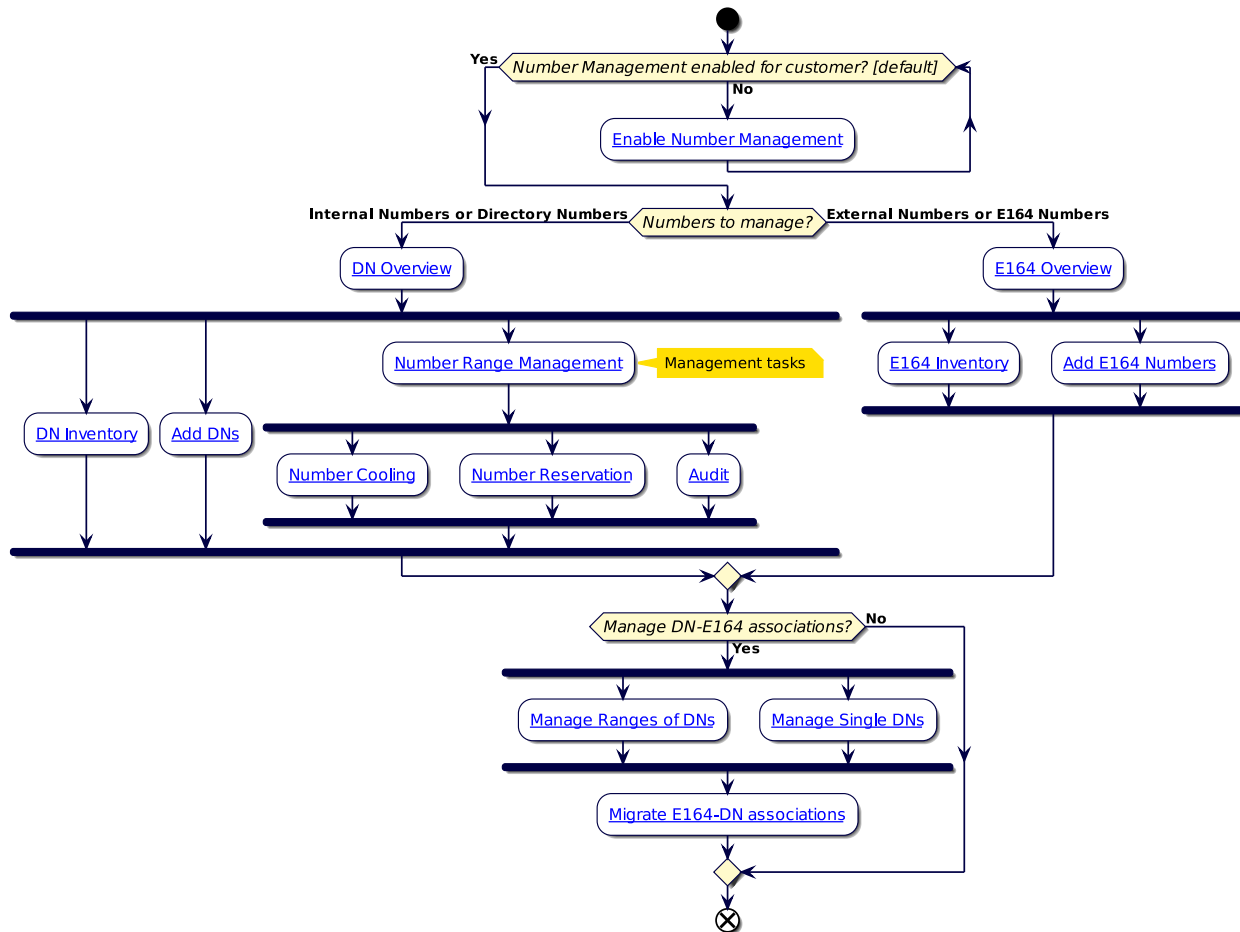 Yes
Number Management enabled for customer? [default]
No
Enable Number Management
Internal Numbers or Directory Numbers
Numbers to manage?
External Numbers or E164 Numbers
DN Overview
E164 Overview
Number Range Management
Management tasks
E164 Inventory
Add E164 Numbers
DN Inventory
Add DNs
Number Cooling
Number Reservation
Audit
Manage DN-E164 associations?
No
Yes
Manage Ranges of DNs
Manage Single DNs
Migrate E164-DN associations